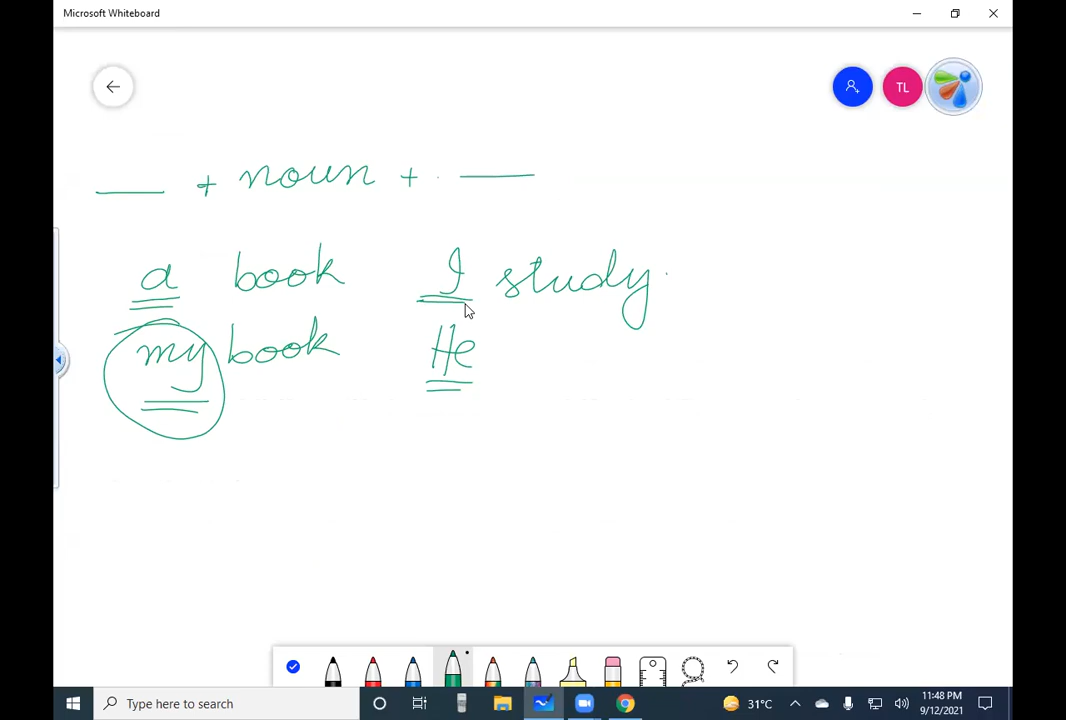 Microsoft Whiteboard
TL
___ + noun + ___
a book I study.
my book He
Type here to search
31°C
11:48 PM
9/12/2021